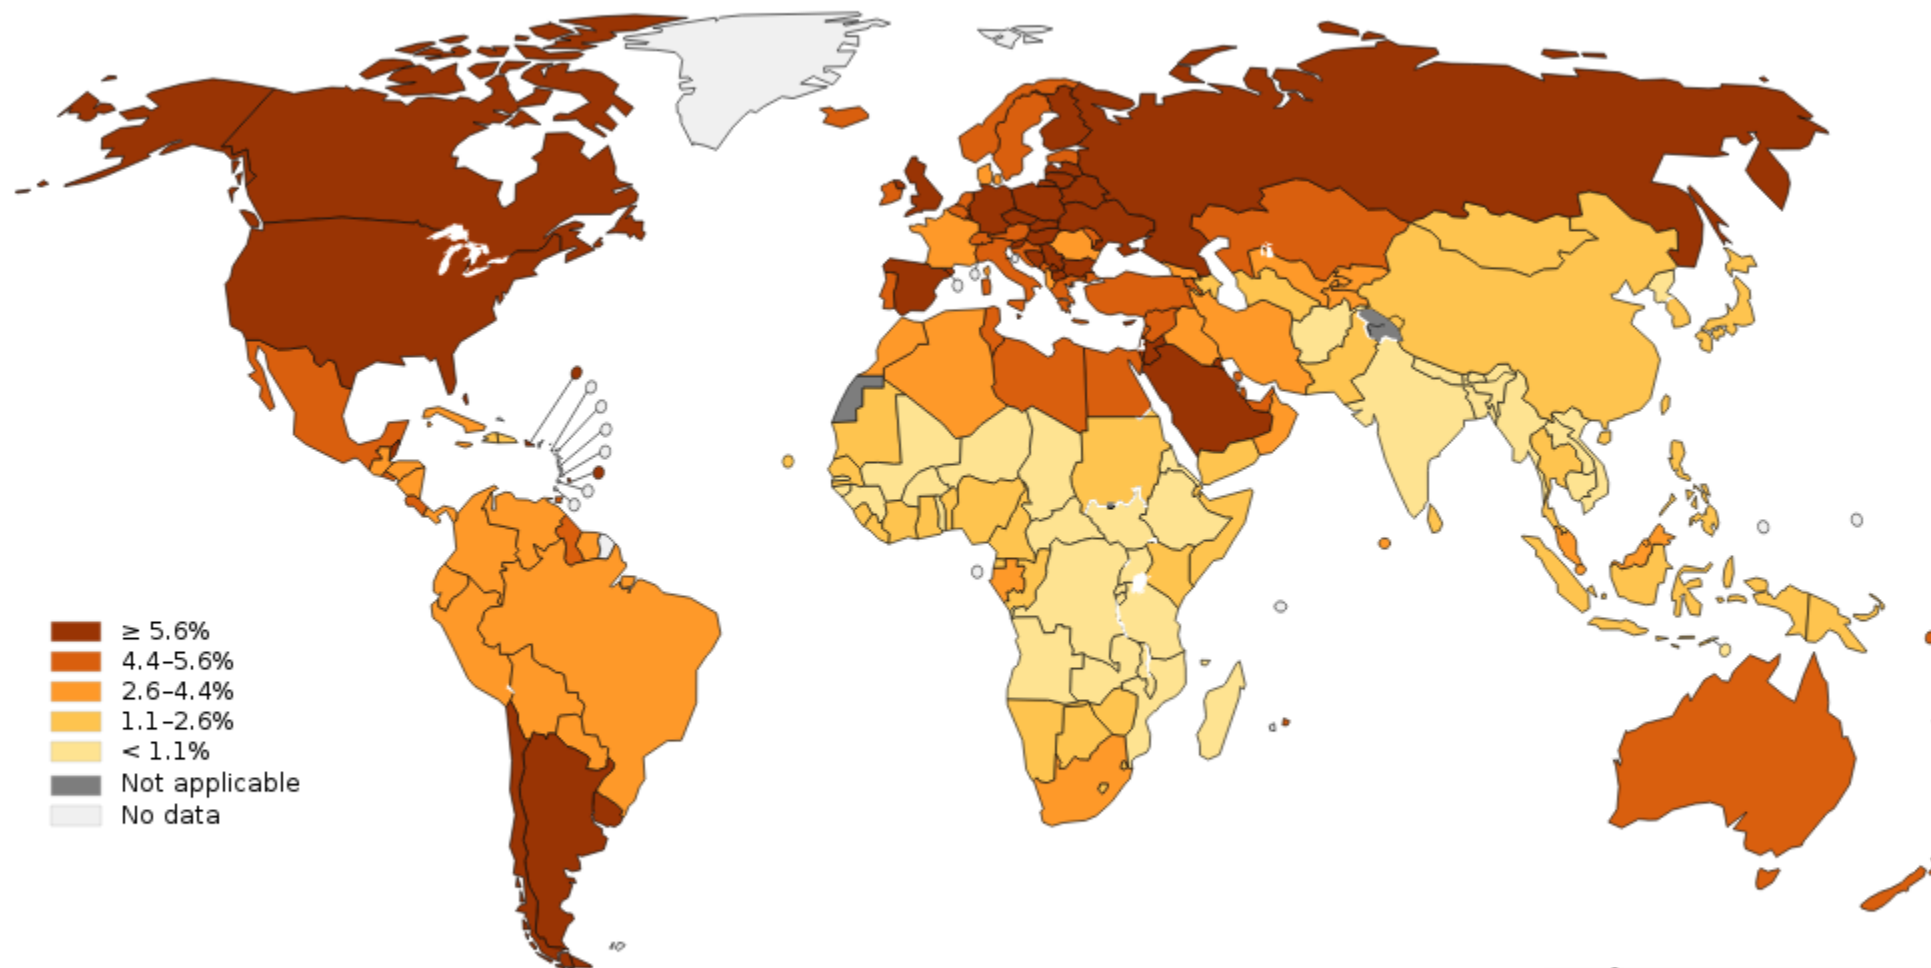 ≥ 5.6%
4.4–5.6%
2.6–4.4%
1.1–2.6%
< 1.1%
Not applicable
No data